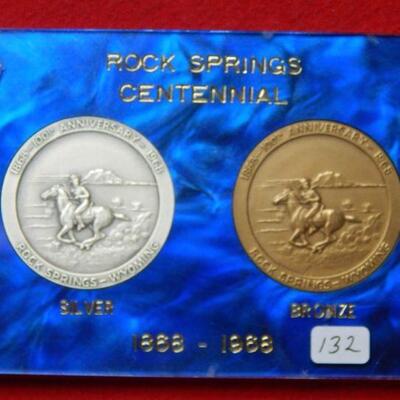 ROCK SPRINGS
CENTENNIAL
1868-100th ANNIVERSARY-1968
ROCK SPRINGS-WYOMING
1868-100th ANNIVERSARY-1968
ROCK SPRINGS-WYOMING
SILVER
BRONZE
1868 - 1968
132